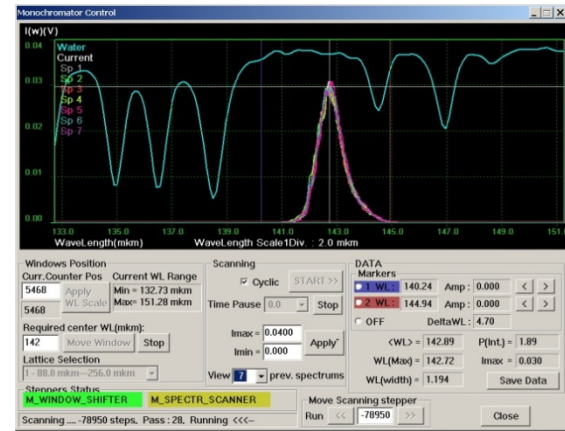 Monochromator Control
I(w)(V)
0.04
Water
Current
Sp 1
0.03
Sp 2
Sp 3
Sp 4
Sp 5
0.02
Sp 6
Sp 7
0.01
0.00
133.0 135.0 137.0 139.0 141.0 143.0 145.0 147.0 149.0 151.0
WaveLength(mkm) WaveLength Scale1Div. : 2.0 mkm
Windows Position
Curr.Counter Pos Current WL Range
5468 Apply WL Scale Min = 132.73 mkm
5468 Max= 151.28 mkm
Required center WL(mkm):
142 Move Window Stop
Lattice Selection
1 - 88.0 mkm---256.0 mkm
Scanning
Cyclic START >>
Time Pause 0.0 Stop
Imax = 0.0400
Imin = 0.000 Apply"
View 7 prev. spectrums
DATA
Markers
1 WL: 140.24 Amp: 0.000 < >
2 WL: 144.94 Amp: 0.000 < >
OFF DeltaWL: 4.70
<WL> = 142.89 P(Int.) = 1.89
WL(Max) = 142.72 Imax = 0.030
WL(width) = 1.194 Save Data
Steppers Status
M_WINDOW_SHIFTER M_SPECTR_SCANNER
Scanning .... -78950 steps. Pass : 28, Running <<<--
Move Scanning stepper
Run << -78950 >> Close